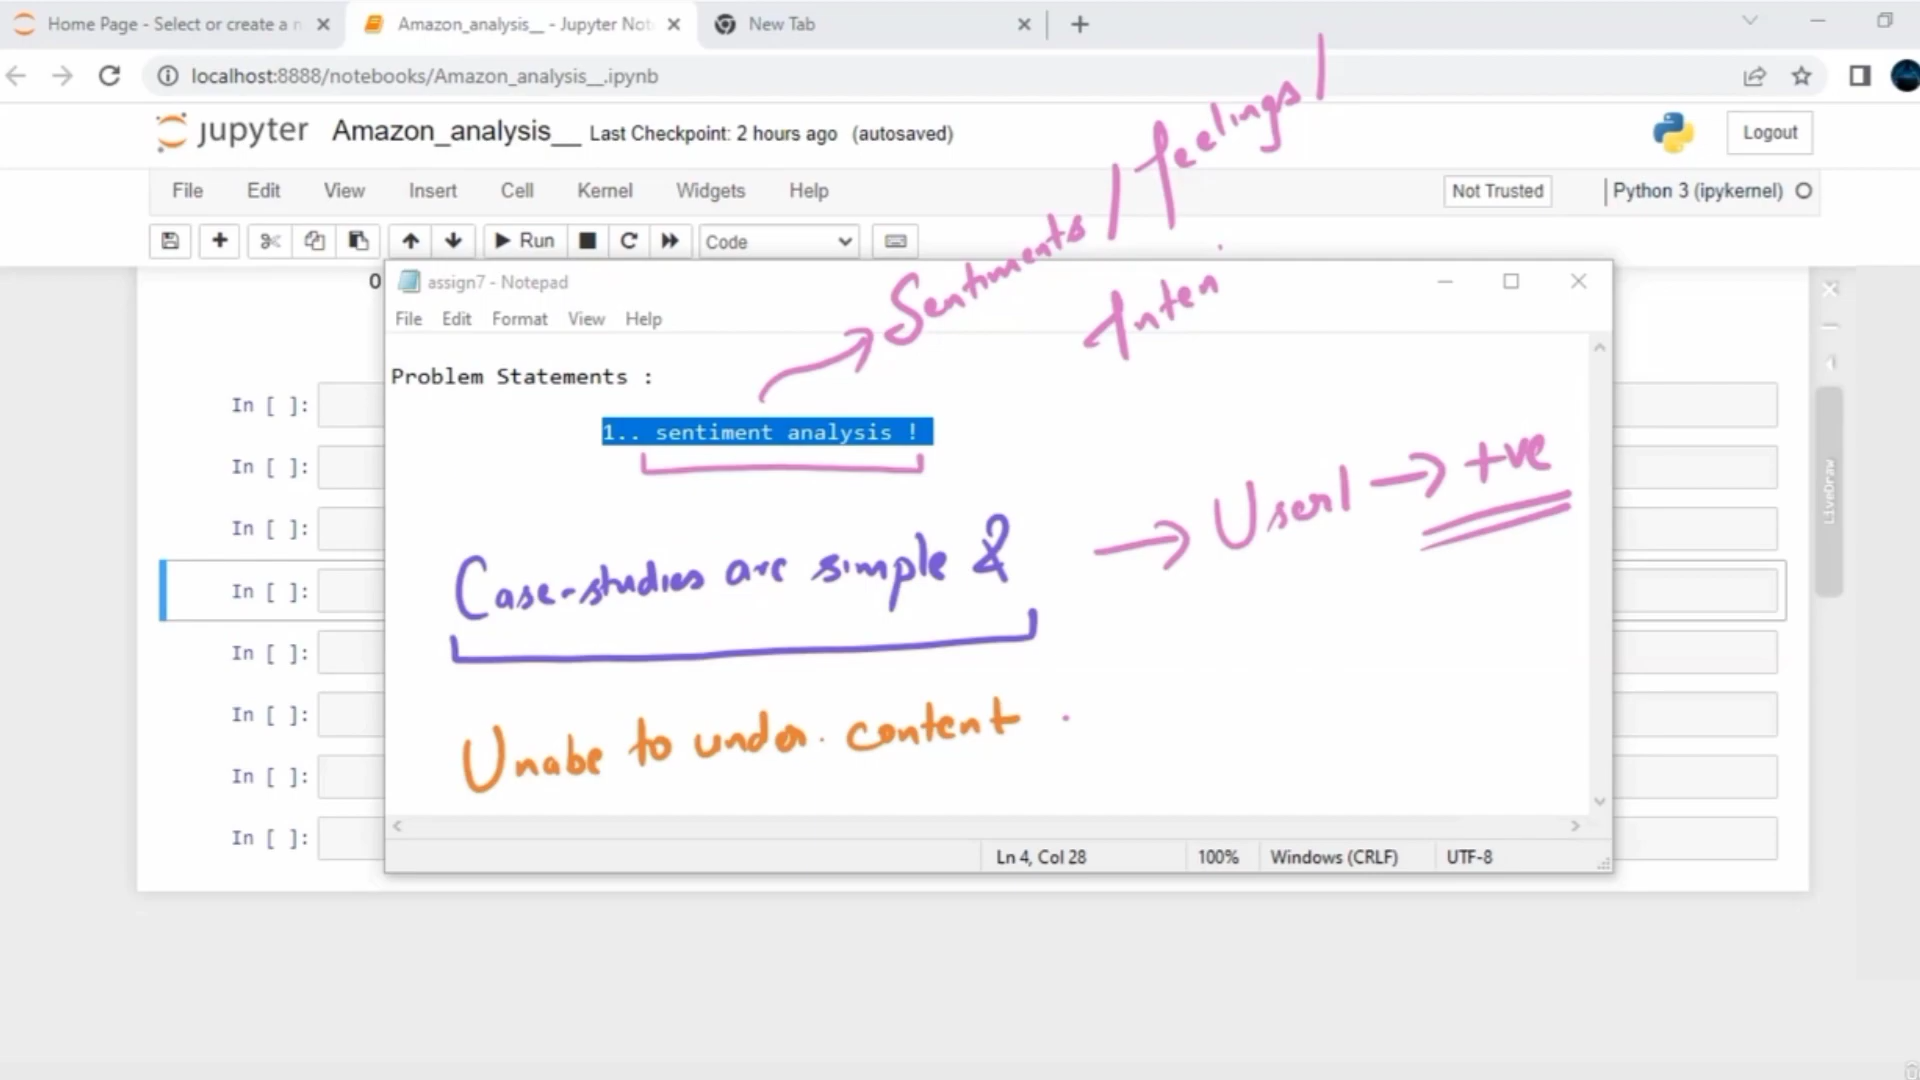 Home Page - Select or create a n
Amazon_analysis__ - Jupyter Not
New Tab
localhost:8888/notebooks/Amazon_analysis__.ipynb
jupyter Amazon_analysis__ Last Checkpoint: 2 hours ago (autosaved)
Logout
File Edit View Insert Cell Kernel Widgets Help
Not Trusted
Python 3 (ipykernel)
Run
Code
Sentiments / feelings /
Inten
0
assign7 - Notepad
File Edit Format View Help
Problem Statements :
1.. sentiment analysis !
User1 → +ve
Case-studies are simple &
Unabe to under. content
In [ ]:
In [ ]:
In [ ]:
In [ ]:
In [ ]:
In [ ]:
In [ ]:
In [ ]:
LiveDraw
Ln 4, Col 28
100%
Windows (CRLF)
UTF-8